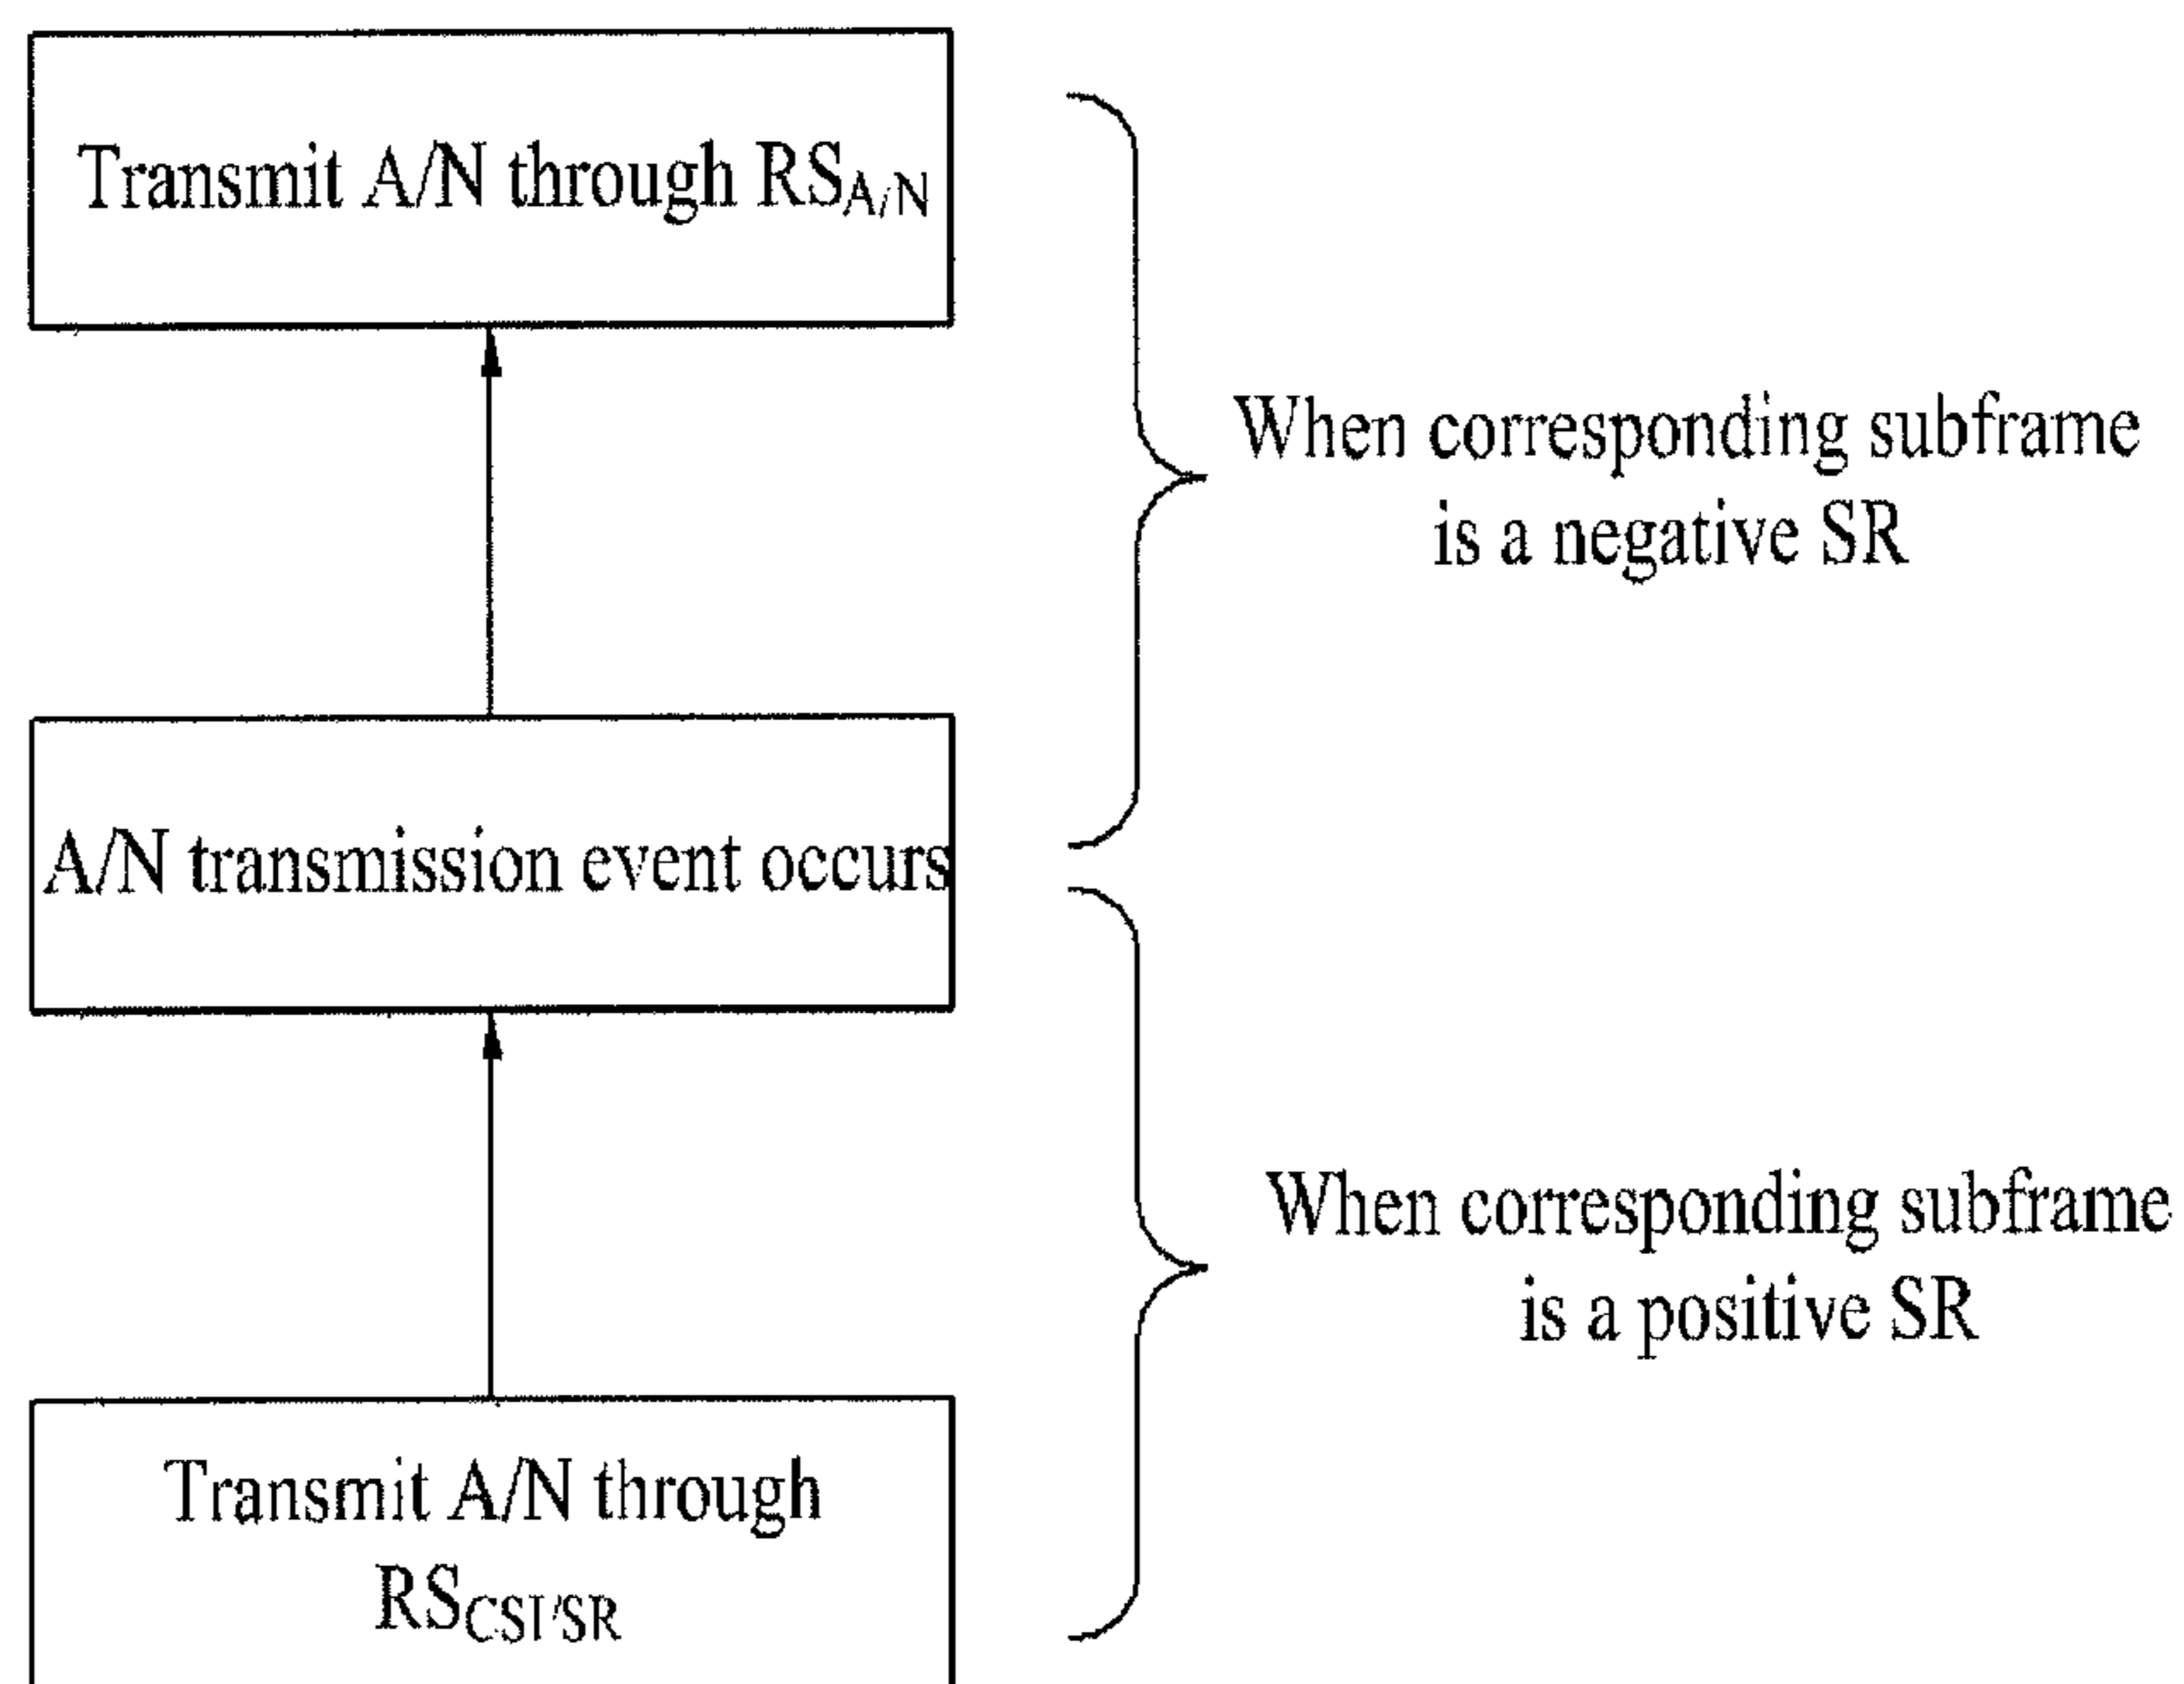 Transmit A/N through RSA/N
When corresponding subframe
is a negative SR
A/N transmission event occurs
When corresponding subframe
is a positive SR
Transmit A/N through
RSCSI/SR